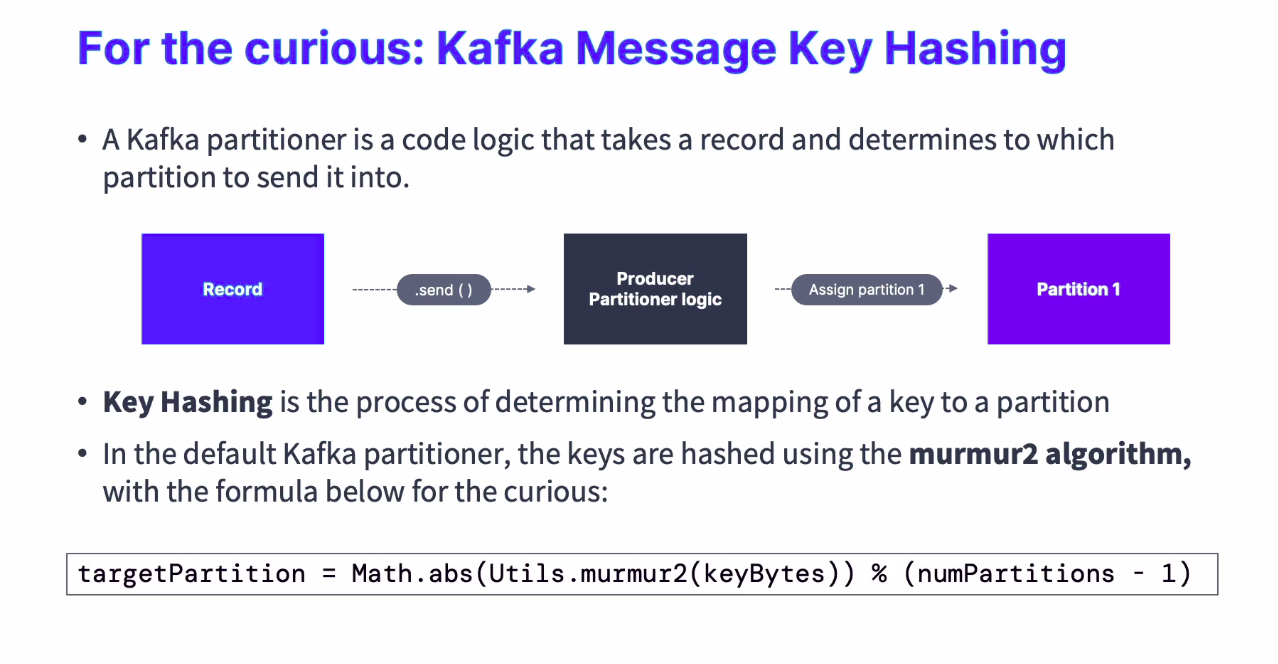 For the curious: Kafka Message Key Hashing
• A Kafka partitioner is a code logic that takes a record and determines to which
partition to send it into.
Record
.send ( )
Producer
Partitioner logic
Assign partition 1
Partition 1
• Key Hashing is the process of determining the mapping of a key to a partition
• In the default Kafka partitioner, the keys are hashed using the murmur2 algorithm,
with the formula below for the curious:
targetPartition = Math.abs(Utils.murmur2(keyBytes)) % (numPartitions - 1)